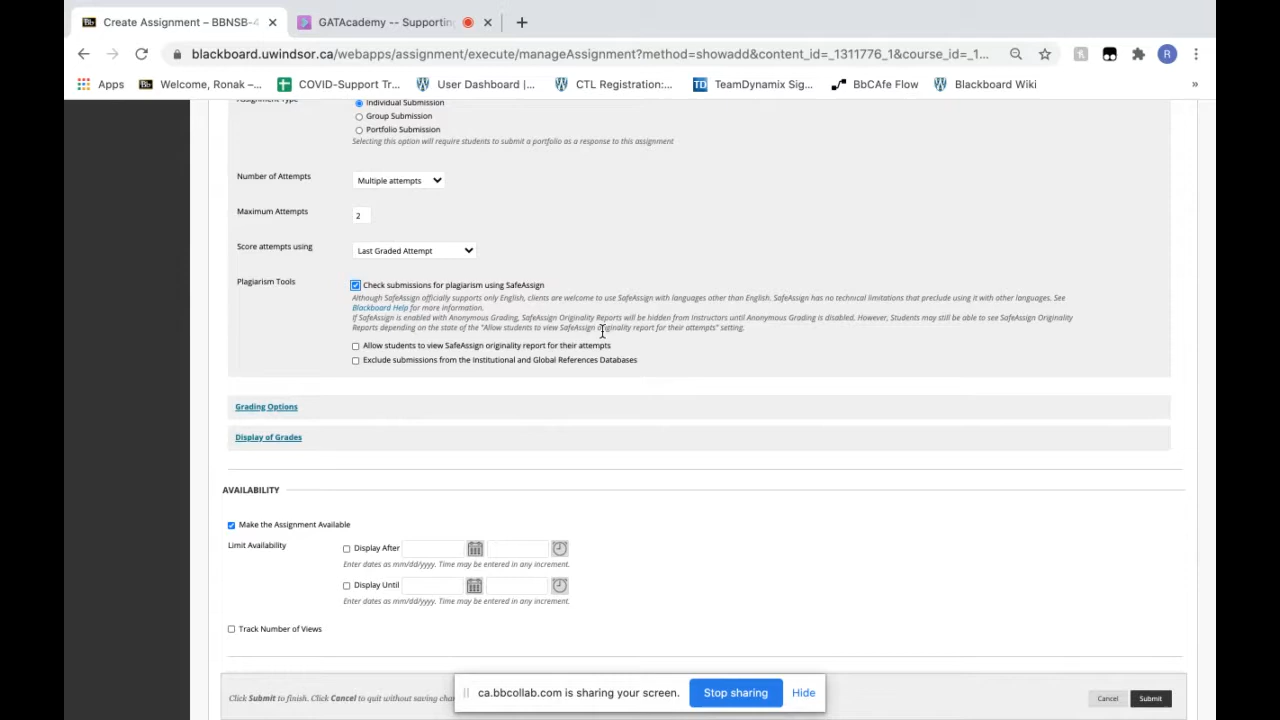 Create Assignment – BBNSB-4
GATAcademy -- Supporting
blackboard.uwindsor.ca/webapps/assignment/execute/manageAssignment?method=showadd&content_id=_1311776_1&course_id=_1...
R
Apps
Bb
Welcome, Ronak –...
COVID-Support Tr...
User Dashboard |...
CTL Registration:...
TD
TeamDynamix Sig...
BbCAfe Flow
Blackboard Wiki
»
Assignment Type
Individual Submission
Group Submission
Portfolio Submission
Selecting this option will require students to submit a portfolio as a response to this assignment
Number of Attempts
Multiple attempts
Maximum Attempts
2
Score attempts using
Last Graded Attempt
Plagiarism Tools
Check submissions for plagiarism using SafeAssign
Although SafeAssign officially supports only English, clients are welcome to use SafeAssign with languages other than English. SafeAssign has no technical limitations that preclude using it with other languages. See
Blackboard Help for more information.
If SafeAssign is enabled with Anonymous Grading, SafeAssign Originality Reports will be hidden from Instructors until Anonymous Grading is disabled. However, Students may still be able to see SafeAssign Originality
Reports depending on the state of the "Allow students to view SafeAssign originality report for their attempts" setting.
Allow students to view SafeAssign originality report for their attempts
Exclude submissions from the Institutional and Global References Databases
Grading Options
Display of Grades
AVAILABILITY
Make the Assignment Available
Limit Availability
Display After
Enter dates as mm/dd/yyyy. Time may be entered in any increment.
Display Until
Enter dates as mm/dd/yyyy. Time may be entered in any increment.
Track Number of Views
Click Submit to finish. Click Cancel to quit without saving
ca.bbcollab.com is sharing your screen.
Stop sharing
Hide
Cancel
Submit